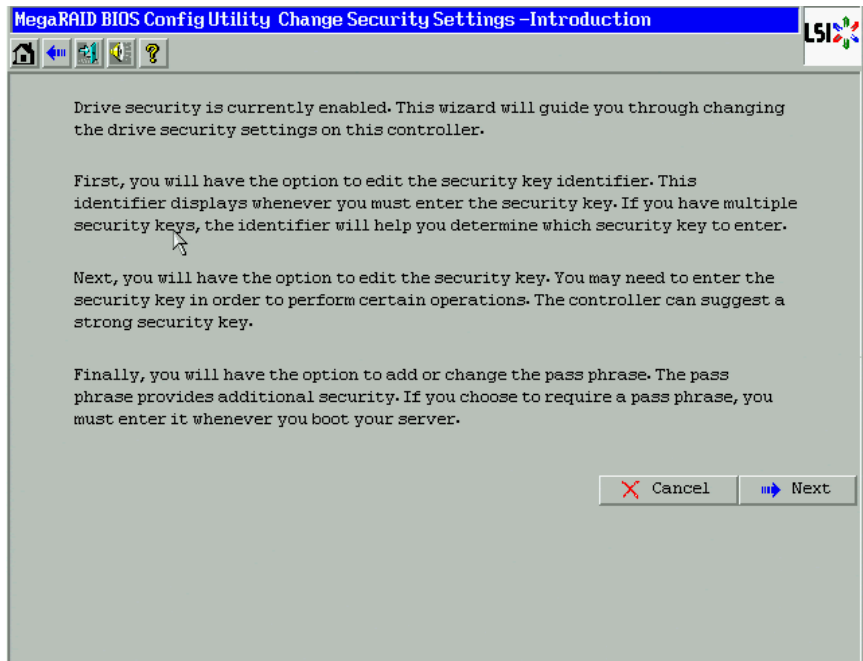 MegaRAID BIOS Config Utility Change Security Settings -Introduction
LSI
Drive security is currently enabled. This wizard will guide you through changing
the drive security settings on this controller.
First, you will have the option to edit the security key identifier. This
identifier displays whenever you must enter the security key. If you have multiple
security keys, the identifier will help you determine which security key to enter.
Next, you will have the option to edit the security key. You may need to enter the
security key in order to perform certain operations. The controller can suggest a
strong security key.
Finally, you will have the option to add or change the pass phrase. The pass
phrase provides additional security. If you choose to require a pass phrase, you
must enter it whenever you boot your server.
Cancel
Next